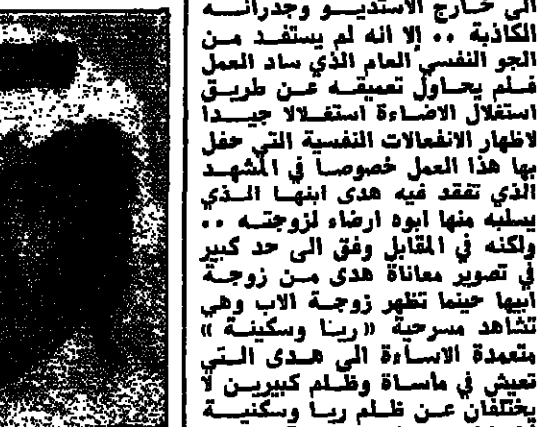 الى خارج الاستديو وجدرانه
الكاذبة .. إلا انه لم يستفد من
الجو النفسي العام الذي ساد العمل
فلم يحاول تعميقه عن طريق
استغلال الاضاءة استغلالا جيدا
لاظهار الانفعالات النفسية التي حفل
بها هذا العمل خصوصا في المشهد
الذي تفقد فيه هدى ابنها الذي
يسلبه منها ابوه ارضاء لزوجته ..
ولكنه في المقابل وفق الى حد كبير
في تصوير معاناة هدى من زوجة
ابيها حينما تظهر زوجة الاب وهي
تشاهد مسرحية «ريا وسكينة»
متعمدة الاساءة الى هدى التي
تعيش في ماساة وظلم كبيرين لا
يختلفان عن ظلم ريا وسكنية